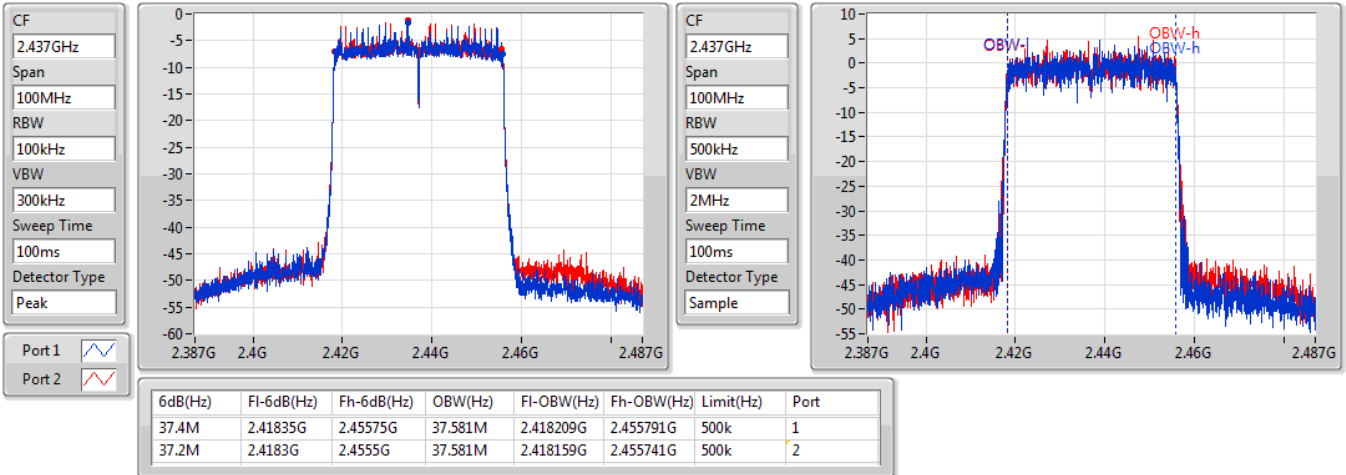 CF
2.437GHz
Span
100MHz
RBW
100kHz
VBW
300kHz
Sweep Time
100ms
Detector Type
Peak
Port 1
Port 2
0
-5
-10
-15
-20
-25
-30
-35
-40
-45
-50
-55
-60
2.387G 2.4G 2.42G 2.44G 2.46G 2.487G
CF
2.437GHz
Span
100MHz
RBW
500kHz
VBW
2MHz
Sweep Time
100ms
Detector Type
Sample
10
5
0
-5
-10
-15
-20
-25
-30
-35
-40
-45
-50
-55
OBW-
OBW-h
OBW-h
2.387G 2.4G 2.42G 2.44G 2.46G 2.487G
6dB(Hz) Fl-6dB(Hz) Fh-6dB(Hz) OBW(Hz) Fl-OBW(Hz) Fh-OBW(Hz) Limit(Hz) Port
37.4M 2.41835G 2.45575G 37.581M 2.418209G 2.455791G 500k 1
37.2M 2.4183G 2.4555G 37.581M 2.418159G 2.455741G 500k 2